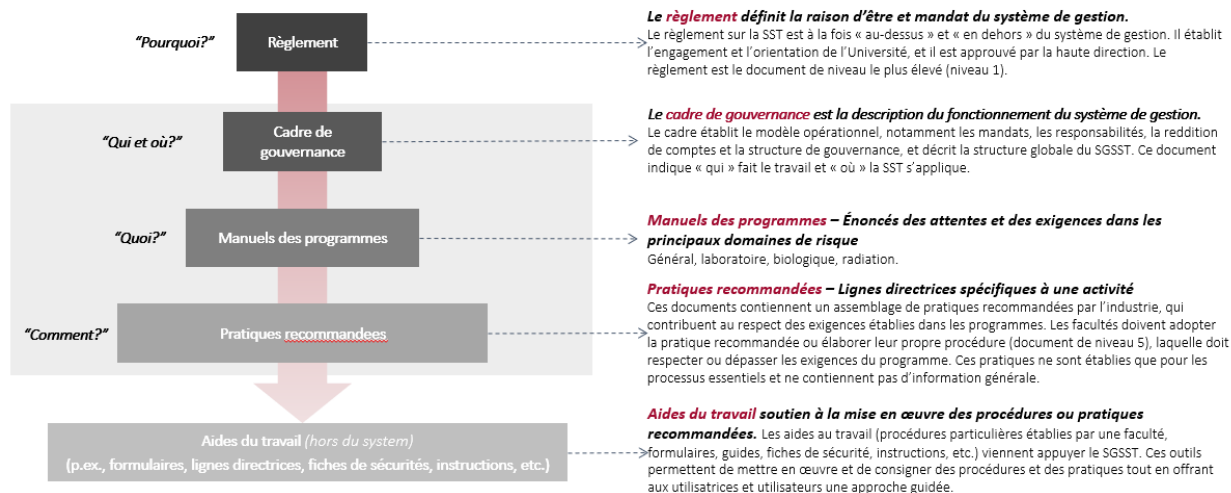 “Pourquoi?”
Règlement
Le règlement définit la raison d’être et mandat du système de gestion.
Le règlement sur la SST est à la fois « au-dessus » et « en dehors » du système de gestion. Il établit
l’engagement et l’orientation de l’Université, et il est approuvé par la haute direction. Le
règlement est le document de niveau le plus élevé (niveau 1).
“Qui et où?”
Cadre de
gouvernance
Le cadre de gouvernance est la description du fonctionnement du système de gestion.
Le cadre établit le modèle opérationnel, notamment les mandats, les responsabilités, la reddition
de comptes et la structure de gouvernance, et décrit la structure globale du SGSST. Ce document
indique « qui » fait le travail et « où » la SST s’applique.
“Quoi?”
Manuels des programmes
Manuels des programmes – Énoncés des attentes et des exigences dans les
principaux domaines de risque
Général, laboratoire, biologique, radiation.
“Comment?”
Pratiques recommandees
Pratiques recommandées – Lignes directrices spécifiques à une activité
Ces documents contiennent un assemblage de pratiques recommandées par l’industrie, qui
contribuent au respect des exigences établies dans les programmes. Les facultés doivent adopter
la pratique recommandée ou élaborer leur propre procédure (document de niveau 5), laquelle doit
respecter ou dépasser les exigences du programme. Ces pratiques ne sont établies que pour les
processus essentiels et ne contiennent pas d’information générale.
Aides du travail (hors du system)
(p.ex., formulaires, lignes directrices, fiches de sécurités, instructions, etc.)
Aides du travail soutien à la mise en œuvre des procédures ou pratiques
recommandées. Les aides au travail (procédures particulières établies par une faculté,
formulaires, guides, fiches de sécurité, instructions, etc.) viennent appuyer le SGSST. Ces outils
permettent de mettre en œuvre et de consigner des procédures et des pratiques tout en offrant
aux utilisatrices et utilisateurs une approche guidée.